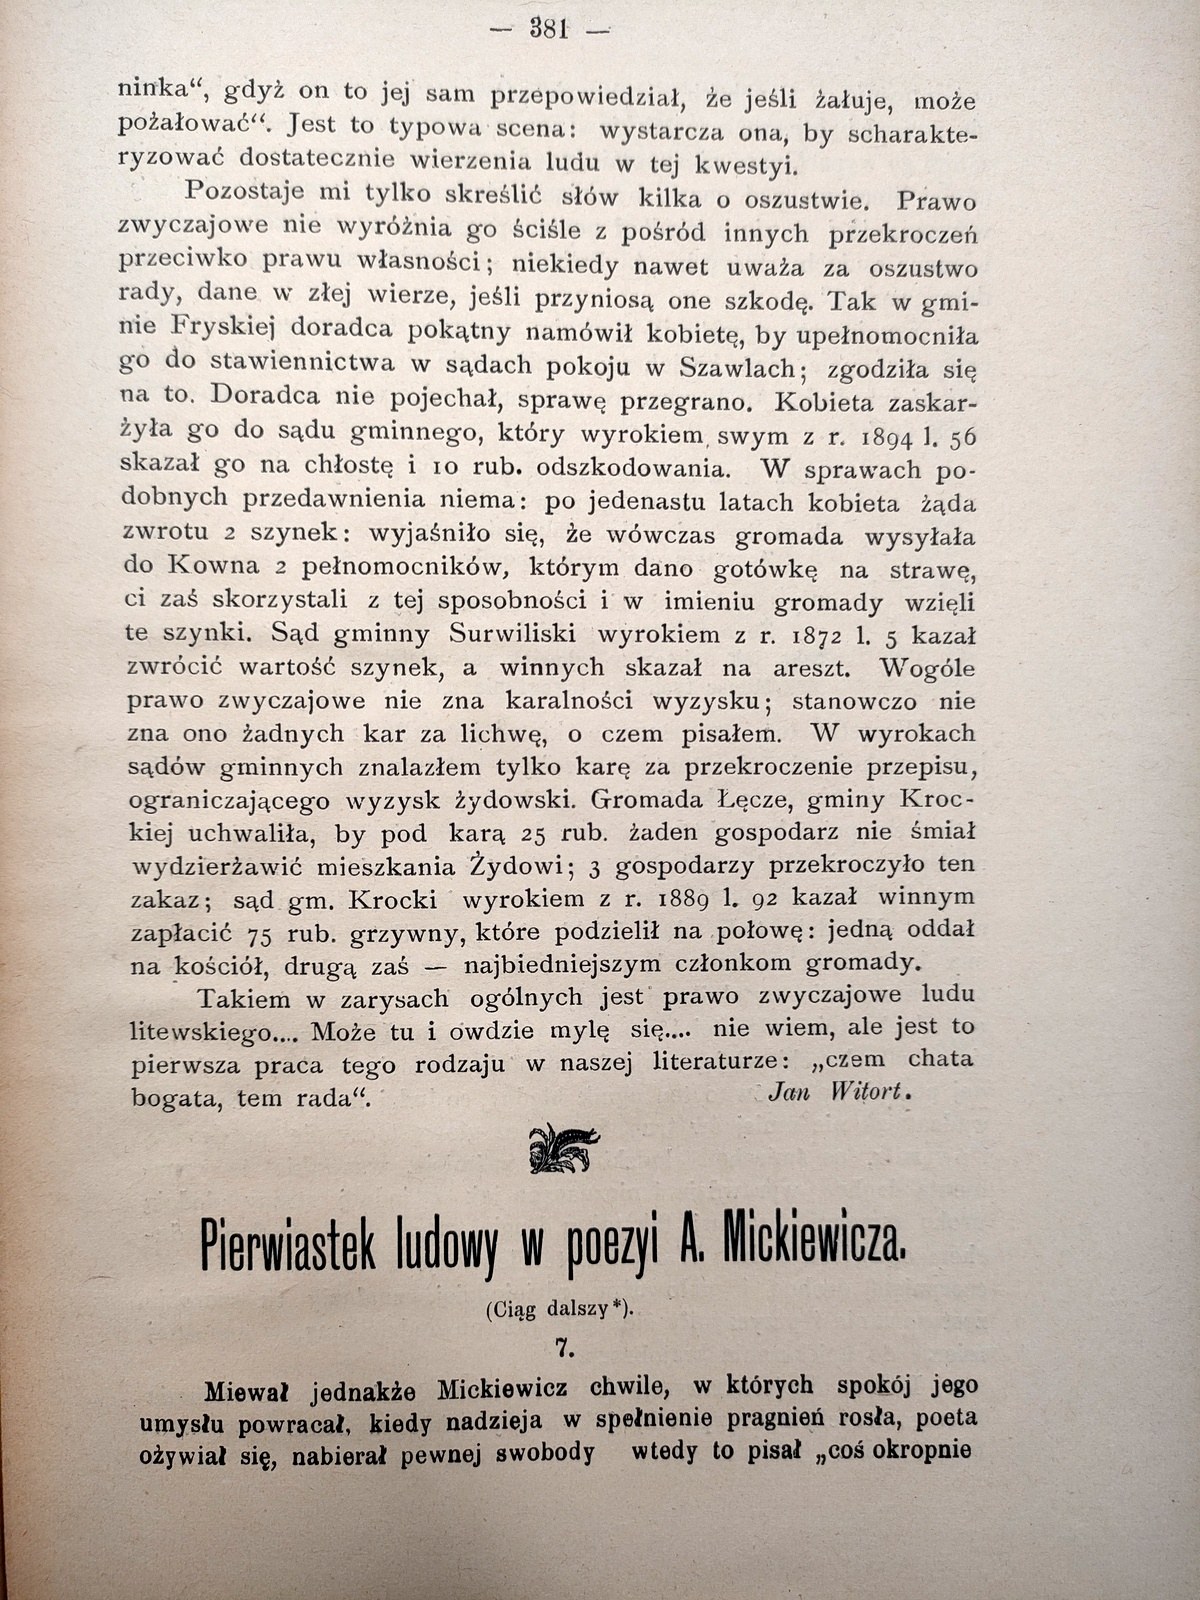 — 381 —
ninka“, gdyż on to jej sam przepowiedział, że jeśli żałuje, może
pożałować“. Jest to typowa scena: wystarcza ona, by scharakte-
ryzować dostatecznie wierzenia ludu w tej kwestyi.
Pozostaje mi tylko skreślić słów kilka o oszustwie. Prawo
zwyczajowe nie wyróżnia go ściśle z pośród innych przekroczeń
przeciwko prawu własności; niekiedy nawet uważa za oszustwo
rady, dane w złej wierze, jeśli przyniosą one szkodę. Tak w gmi-
nie Fryskiej doradca pokątny namówił kobietę, by upełnomocniła
go do stawiennictwa w sądach pokoju w Szawlach; zgodziła się
na to. Doradca nie pojechał, sprawę przegrano. Kobieta zaskar-
żyła go do sądu gminnego, który wyrokiem swym z r. 1894 l. 56
skazał go na chłostę i 10 rub. odszkodowania. W sprawach po-
dobnych przedawnienia niema: po jedenastu latach kobieta żąda
zwrotu 2 szynek: wyjaśniło się, że wówczas gromada wysyłała
do Kowna 2 pełnomocników, którym dano gotówkę na strawę,
ci zaś skorzystali z tej sposobności i w imieniu gromady wzięli
te szynki. Sąd gminny Surwiliski wyrokiem z r. 1872 l. 5 kazał
zwrócić wartość szynek, a winnych skazał na areszt. Wogóle
prawo zwyczajowe nie zna karalności wyzysku; stanowczo nie
zna ono żadnych kar za lichwę, o czem pisałem. W wyrokach
sądów gminnych znalazłem tylko karę za przekroczenie przepisu,
ograniczającego wyzysk żydowski. Gromada Łęcze, gminy Kroc-
kiej uchwaliła, by pod karą 25 rub. żaden gospodarz nie śmiał
wydzierżawić mieszkania Żydowi; 3 gospodarzy przekroczyło ten
zakaz; sąd gm. Krocki wyrokiem z r. 1889 l. 92 kazał winnym
zapłacić 75 rub. grzywny, które podzielił na połowę: jedną oddał
na kościół, drugą zaś — najbiedniejszym członkom gromady.
Takiem w zarysach ogólnych jest prawo zwyczajowe ludu
litewskiego.... Może tu i owdzie mylę się.... nie wiem, ale jest to
pierwsza praca tego rodzaju w naszej literaturze: „czem chata
bogata, tem rada“. Jan Witort.
Pierwiastek ludowy w poezyi A. Mickiewicza.
(Ciąg dalszy*).
7.
Miewał jednakże Mickiewicz chwile, w których spokój jego
umysłu powracał, kiedy nadzieja w spełnienie pragnień rosła, poeta
ożywiał się, nabierał pewnej swobody wtedy to pisał „coś okropnie